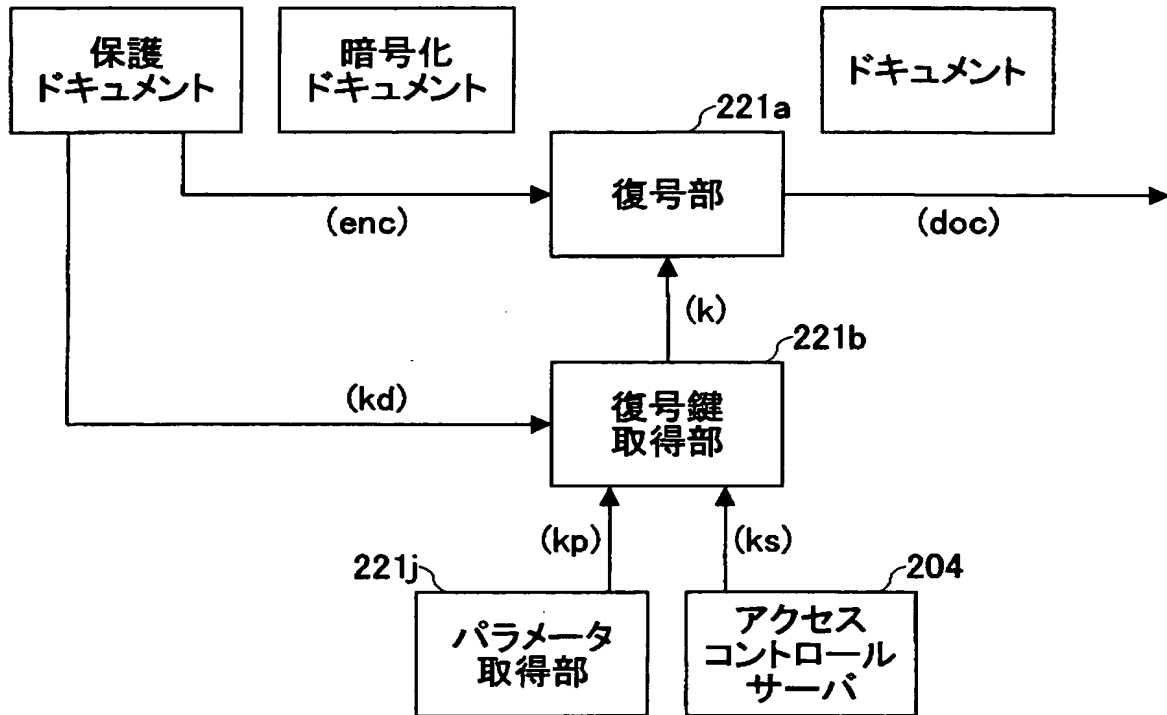 保護
ドキュメント
暗号化
ドキュメント
ドキュメント
221a
復号部
(enc)
(doc)
(k)
221b
(kd)
復号鍵
取得部
(kp)
(ks)
221j
204
パラメータ
取得部
アクセス
コントロール
サーバ